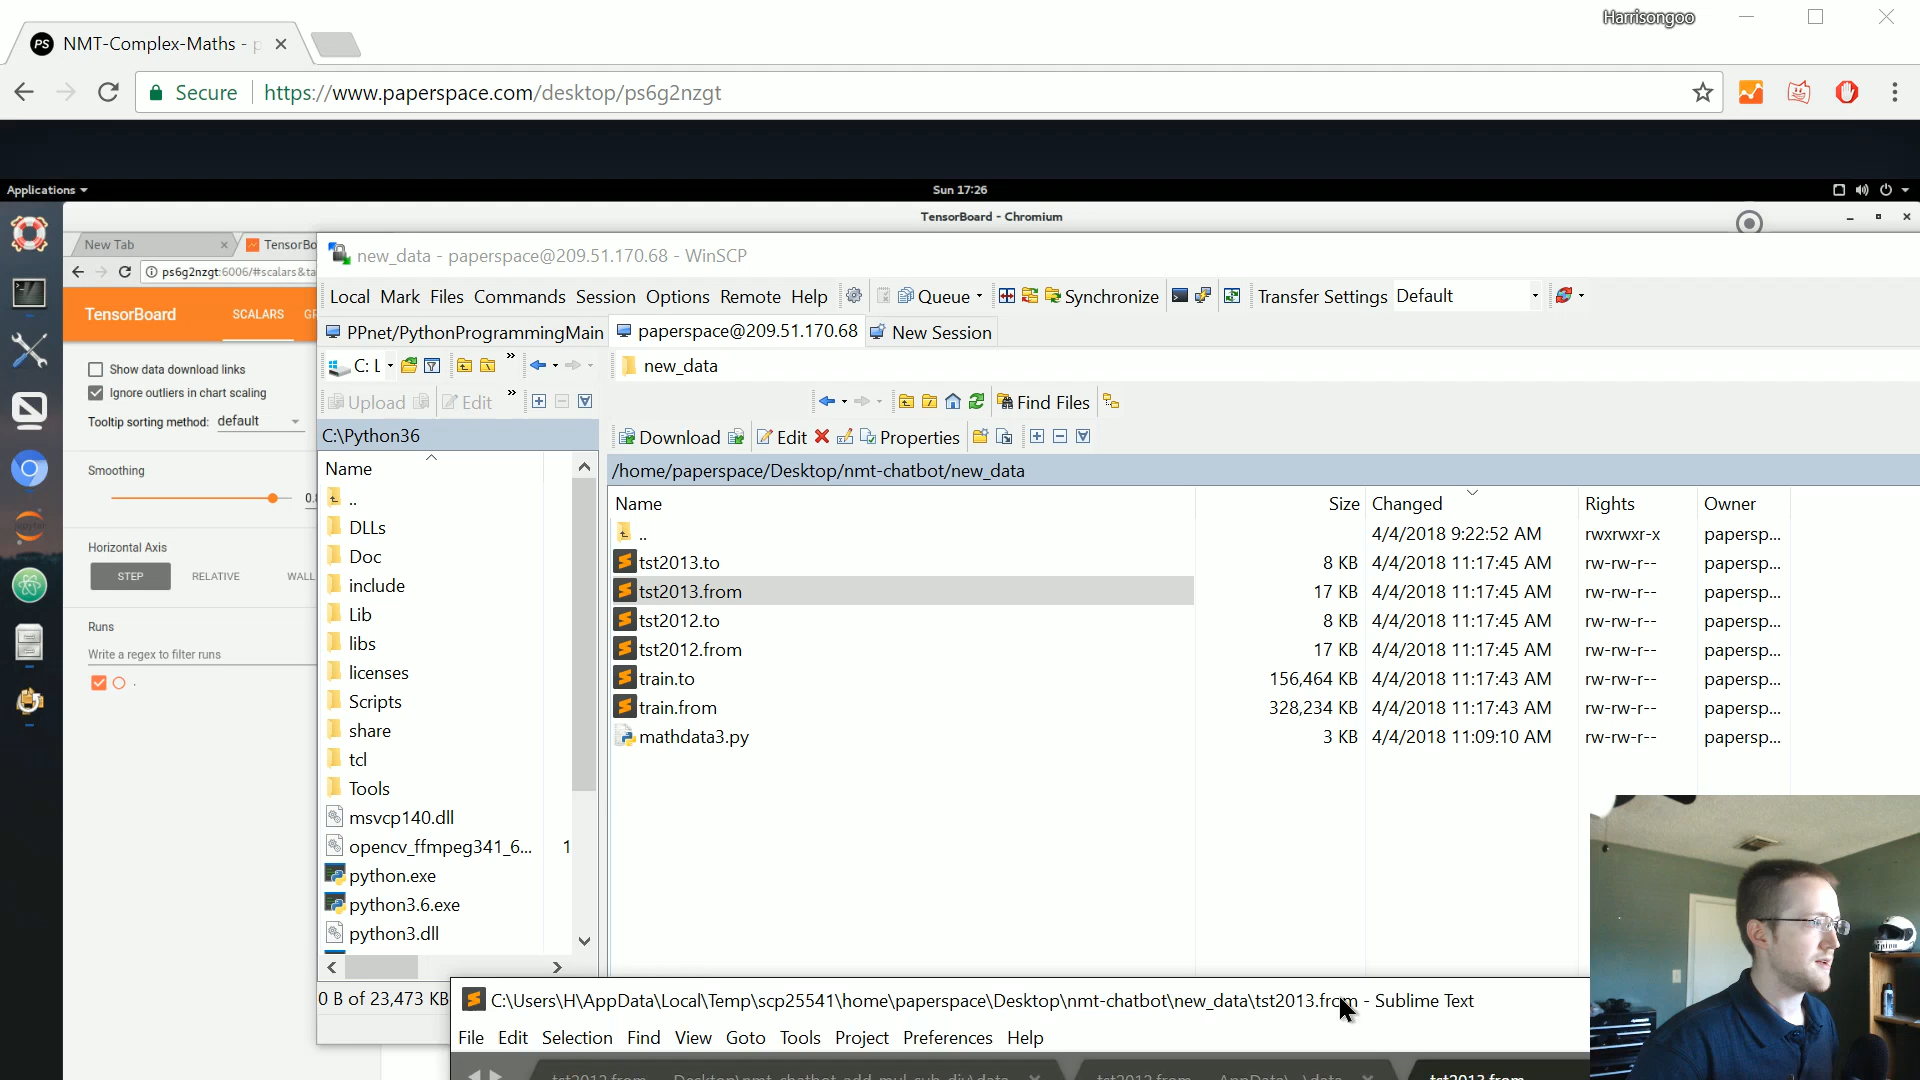 Harrisongoo
PS NMT-Complex-Maths - p
Secure https://www.paperspace.com/desktop/ps6g2nzgt
Applications Sun 17:26
TensorBoard - Chromium
New Tab TensorBo
ps6g2nzgt:6006/#scalars&ta
TensorBoard SCALARS GR
Show data download links
Ignore outliers in chart scaling
Tooltip sorting method: default
Smoothing
0.8
Horizontal Axis
STEP RELATIVE WALL
Runs
Write a regex to filter runs
.
new_data - paperspace@209.51.170.68 - WinSCP
Local Mark Files Commands Session Options Remote Help Queue Synchronize Transfer Settings Default
PPnet/PythonProgrammingMain paperspace@209.51.170.68 New Session
C: L new_data
Upload Edit Find Files
Download Edit Properties
C:\Python36
Name
..
DLLs
Doc
include
Lib
libs
licenses
Scripts
share
tcl
Tools
msvcp140.dll
opencv_ffmpeg341_6... 1
python.exe
python3.6.exe
python3.dll
0 B of 23,473 KB
/home/paperspace/Desktop/nmt-chatbot/new_data
Name Size Changed Rights Owner
.. 4/4/2018 9:22:52 AM rwxrwxr-x papersp...
tst2013.to 8 KB 4/4/2018 11:17:45 AM rw-rw-r-- papersp...
tst2013.from 17 KB 4/4/2018 11:17:45 AM rw-rw-r-- papersp...
tst2012.to 8 KB 4/4/2018 11:17:45 AM rw-rw-r-- papersp...
tst2012.from 17 KB 4/4/2018 11:17:45 AM rw-rw-r-- papersp...
train.to 156,464 KB 4/4/2018 11:17:43 AM rw-rw-r-- papersp...
train.from 328,234 KB 4/4/2018 11:17:43 AM rw-rw-r-- papersp...
mathdata3.py 3 KB 4/4/2018 11:09:10 AM rw-rw-r-- papersp...
C:\Users\H\AppData\Local\Temp\scp25541\home\paperspace\Desktop\nmt-chatbot\new_data\tst2013.from - Sublime Text
File Edit Selection Find View Goto Tools Project Preferences Help